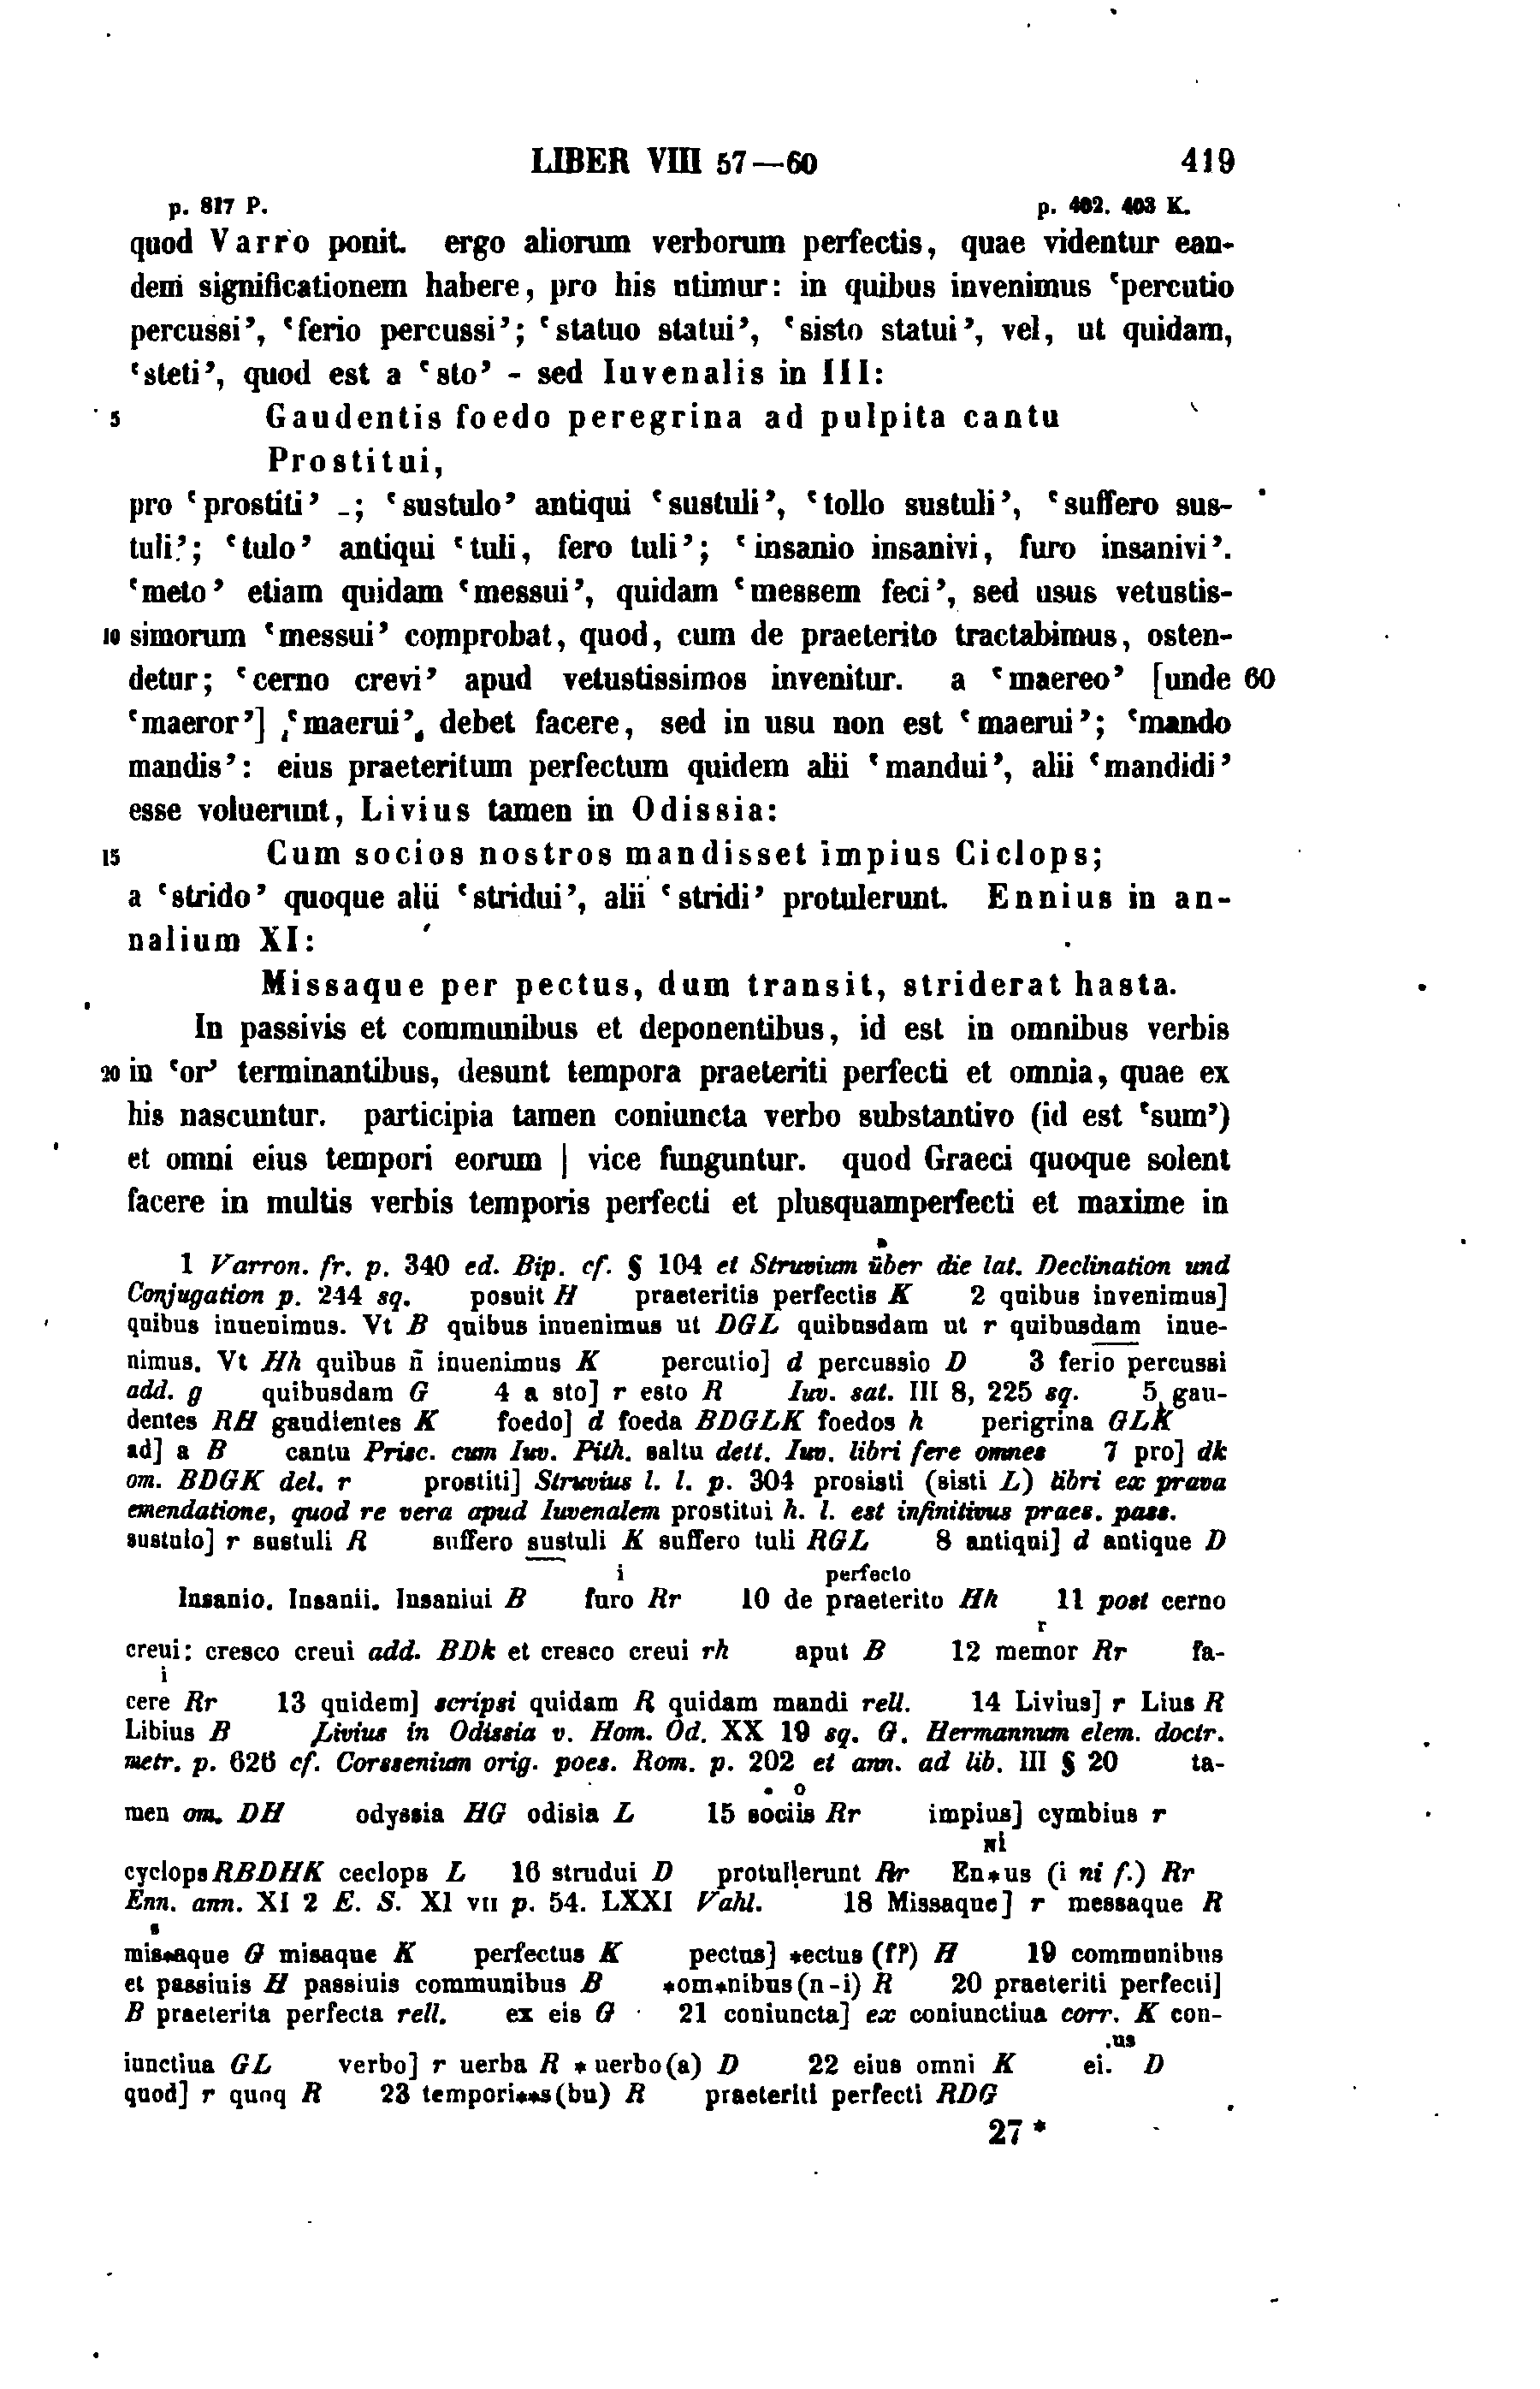 LIBER VIII 57—60 419
p. 817 P. p. 402. 403 K.
quod Varro ponit. ergo aliorum verborum perfectis, quae videntur ean-
dem significationem habere, pro his utimur: in quibus invenimus ‘percutio
percussi’, ‘ferio percussi’; ‘statuo statui’, ‘sisto statui’, vel, ut quidam,
‘steti’, quod est a ‘sto’ - sed Iuvenalis in III:
5 Gaudentis foedo peregrina ad pulpita cantu
Prostitui,
pro ‘prostiti’ -; ‘sustulo’ antiqui ‘sustuli’, ‘tollo sustuli’, ‘suffero sus-
tuli’; ‘tulo’ antiqui ‘tuli, fero tuli’; ‘insanio insanivi, furo insanivi’.
‘meto’ etiam quidam ‘messui’, quidam ‘messem feci’, sed usus vetustis-
10 simorum ‘messui’ comprobat, quod, cum de praeterito tractabimus, osten-
detur; ‘cerno crevi’ apud vetustissimos invenitur. a ‘maereo’ [unde 60
‘maeror’] ‘maerui’ debet facere, sed in usu non est ‘maerui’; ‘mando
mandis’: eius praeteritum perfectum quidem alii ‘mandui’, alii ‘mandidi’
esse voluerunt, Livius tamen in Odissia:
15 Cum socios nostros mandisset impius Ciclops;
a ‘strido’ quoque alii ‘stridui’, alii ‘stridi’ protulerunt. Ennius in an-
nalium XI:
Missaque per pectus, dum transit, striderat hasta.
In passivis et communibus et deponentibus, id est in omnibus verbis
20 in ‘or’ terminantibus, desunt tempora praeteriti perfecti et omnia, quae ex
his nascuntur. participia tamen coniuncta verbo substantivo (id est ‘sum’)
et omni eius tempori eorum | vice funguntur. quod Graeci quoque solent
facere in multis verbis temporis perfecti et plusquamperfecti et maxime in
1 Varron. fr. p. 340 ed. Bip. cf. § 104 et Struvium über die lat. Declination und
Conjugation p. 244 sq. posuit H praeteritis perfectis K 2 quibus invenimus]
quibus inuenimus. Vt B quibus inuenimus ut DGL quibusdam ut r quibusdam inue-
nimus. Vt Hh quibus ñ inuenimus K percutio] d percussio D 3 ferio percussi
add. g quibusdam G 4 a sto] r esto R Iuv. sat. III 8, 225 sq. 5 gau-
dentes RH gaudientes K foedo] d foeda BDGLK foedos h perigrina GLK
ad] a B cantu Prisc. cum Iuv. Pith. saltu dett. Iuv. libri fere omnes 7 pro] dk
om. BDGK del. r prostiti] Struvius l. l. p. 304 prosisti (sisti L) libri ex prava
emendatione, quod re vera apud Iuvenalem prostitui h. l. est infinitivus praes. pass.
sustulo] r sustuli R suffero sustuli K suffero tuli RGL 8 antiqui] d antique D
i perfecto
Insanio. Insanii. Insaniui B furo Rr 10 de praeterito Hh 11 post cerno
r
creui: cresco creui add. BDk et cresco creui rh aput B 12 memor Rr fa-
i
cere Rr 13 quidem] scripsi quidam R quidam mandi rell. 14 Livius] r Lius R
Libius B Livius in Odissia v. Hom. Od. XX 19 sq. G. Hermannum elem. doctr.
metr. p. 626 cf. Corssenium orig. poes. Rom. p. 202 et ann. ad lib. III § 20 ta-
. o
men om. DH odyssia HG odisia L 15 sociis Rr impius] cymbius r
ni
cyclops RBDHK ceclops L 16 strudui D protullerunt Rr En*us (i ni f.) Rr
Enn. ann. XI 2 E. S. XI VII p. 54. LXXI Vahl. 18 Missaque] r messaque R
s
mis*aque G misaque K perfectus K pectus] *ectus (f?) H 19 communibus
et passiuis H passiuis communibus B *om*nibus (n-i) R 20 praeteriti perfecti]
B praeterita perfecta rell. ex eis G 21 coniuncta] ex coniunctiua corr. K con-
.us
iunctiua GL verbo] r uerba R * uerbo (a) D 22 eius omni K ei. D
quod] r quoq R 23 tempori**s (bu) R praeteriti perfecti RDG
27 *